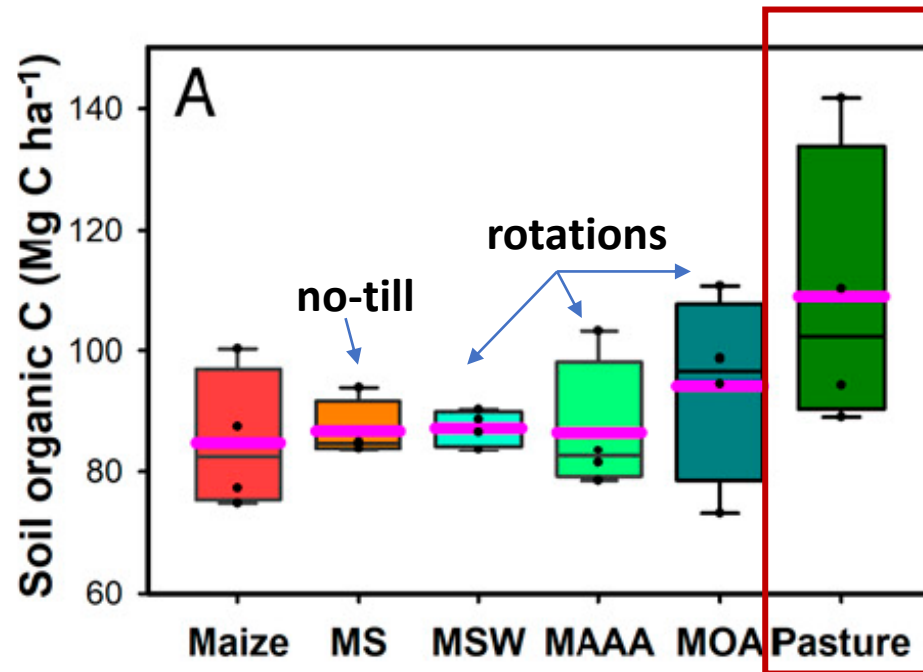 Soil organic C (Mg C ha⁻¹)
A
140
120
100
80
60
rotations
no-till
Maize MS MSW MAAA MOA Pasture